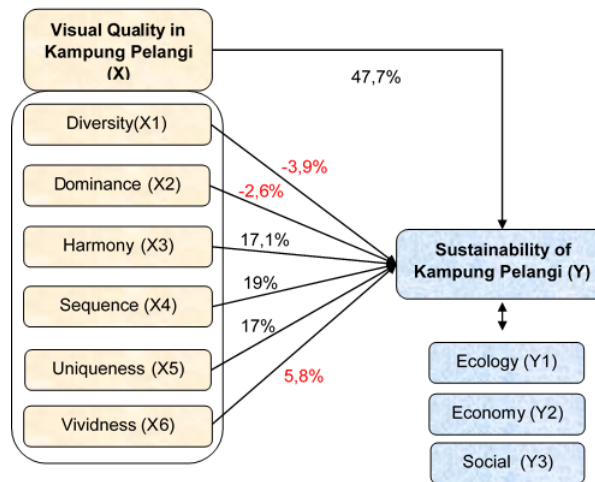 Visual Quality in
Kampung Pelangi
(X)
47,7%
Diversity(X1)
-3,9%
Dominance (X2)
-2,6%
Harmony (X3)
17,1%
Sustainability of
Kampung Pelangi (Y)
Sequence (X4)
19%
17%
Uniqueness (X5)
5,8%
Ecology (Y1)
Vividness (X6)
Economy (Y2)
Social (Y3)